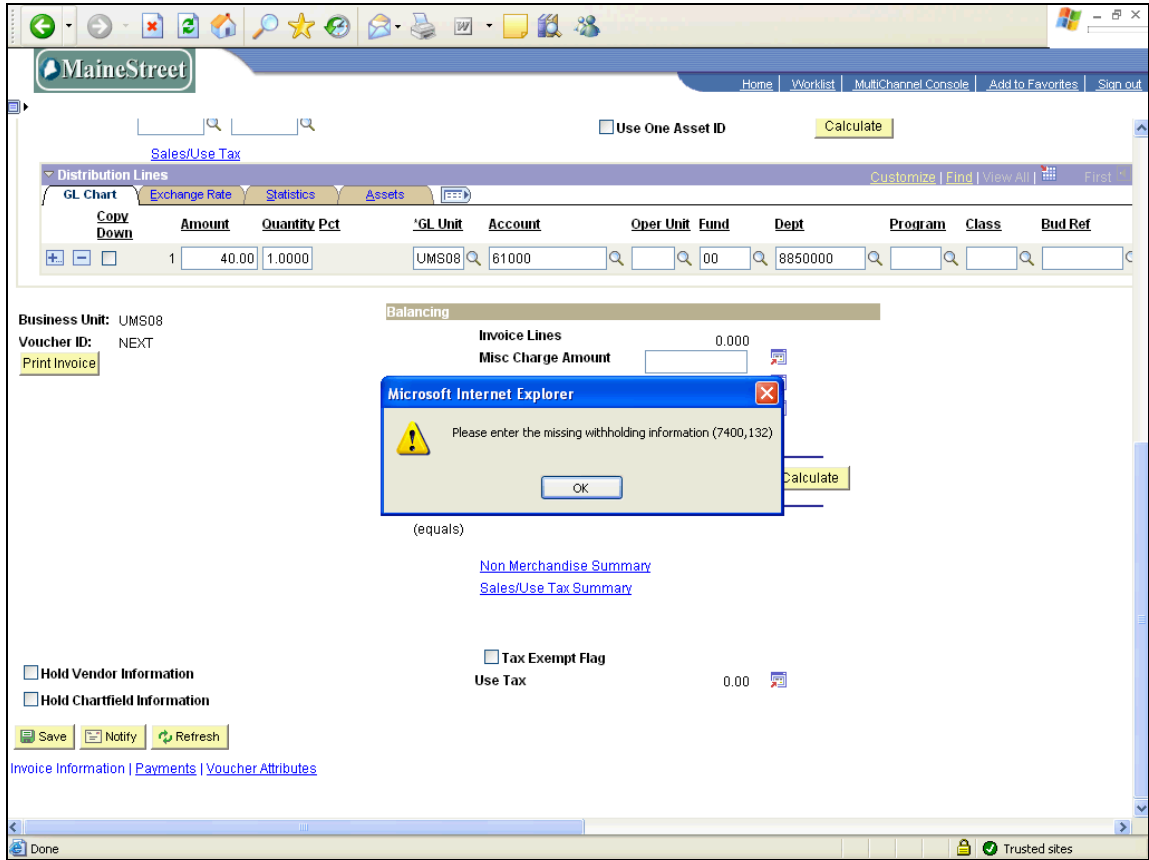 MaineStreet
Home | Worklist | MultiChannel Console | Add to Favorites | Sign out
Use One Asset ID Calculate
Sales/Use Tax
Distribution Lines Customize | Find | View All | First
GL Chart Exchange Rate Statistics Assets
Copy Down Amount Quantity Pct *GL Unit Account Oper Unit Fund Dept Program Class Bud Ref
1 40.00 1.0000 UMS08 61000 00 8850000
Balancing
Business Unit: UMS08
Invoice Lines 0.000
Voucher ID: NEXT
Misc Charge Amount
Print Invoice
Microsoft Internet Explorer
Please enter the missing withholding information (7400,132)
OK
Calculate
(equals)
Non Merchandise Summary
Sales/Use Tax Summary
Tax Exempt Flag
Hold Vendor Information
Use Tax 0.00
Hold Chartfield Information
Save Notify Refresh
Invoice Information | Payments | Voucher Attributes
Done Trusted sites